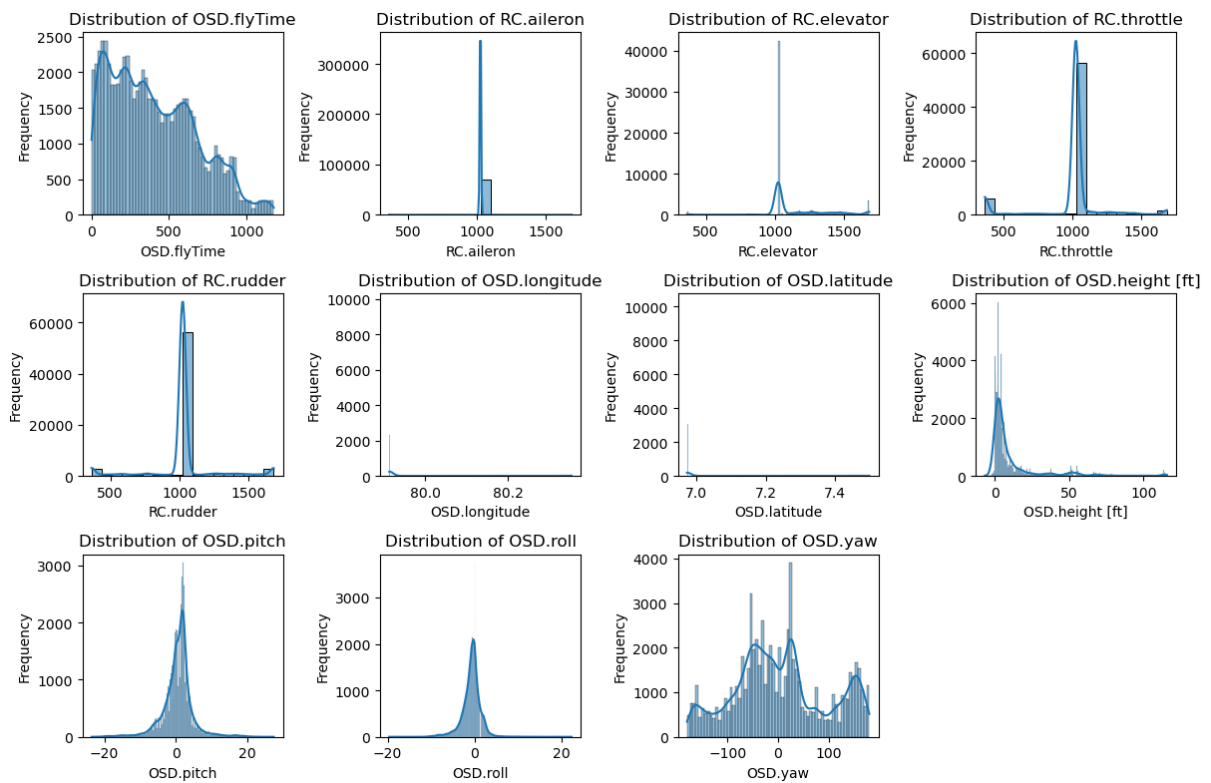 Distribution of OSD.flyTime
2500
2000
1500
1000
500
0
Frequency
0 500 1000
OSD.flyTime
Distribution of RC.aileron
300000
200000
100000
0
Frequency
500 1000 1500
RC.aileron
Distribution of RC.elevator
40000
30000
20000
10000
0
Frequency
500 1000 1500
RC.elevator
Distribution of RC.throttle
60000
40000
20000
0
Frequency
500 1000 1500
RC.throttle
Distribution of RC.rudder
60000
40000
20000
0
Frequency
500 1000 1500
RC.rudder
Distribution of OSD.longitude
10000
8000
6000
4000
2000
0
Frequency
80.0 80.2
OSD.longitude
Distribution of OSD.latitude
10000
8000
6000
4000
2000
0
Frequency
7.0 7.2 7.4
OSD.latitude
Distribution of OSD.height [ft]
6000
4000
2000
0
Frequency
0 50 100
OSD.height [ft]
Distribution of OSD.pitch
3000
2000
1000
0
Frequency
−20 0 20
OSD.pitch
Distribution of OSD.roll
3000
2000
1000
0
Frequency
−20 0 20
OSD.roll
Distribution of OSD.yaw
4000
3000
2000
1000
0
Frequency
−100 0 100
OSD.yaw